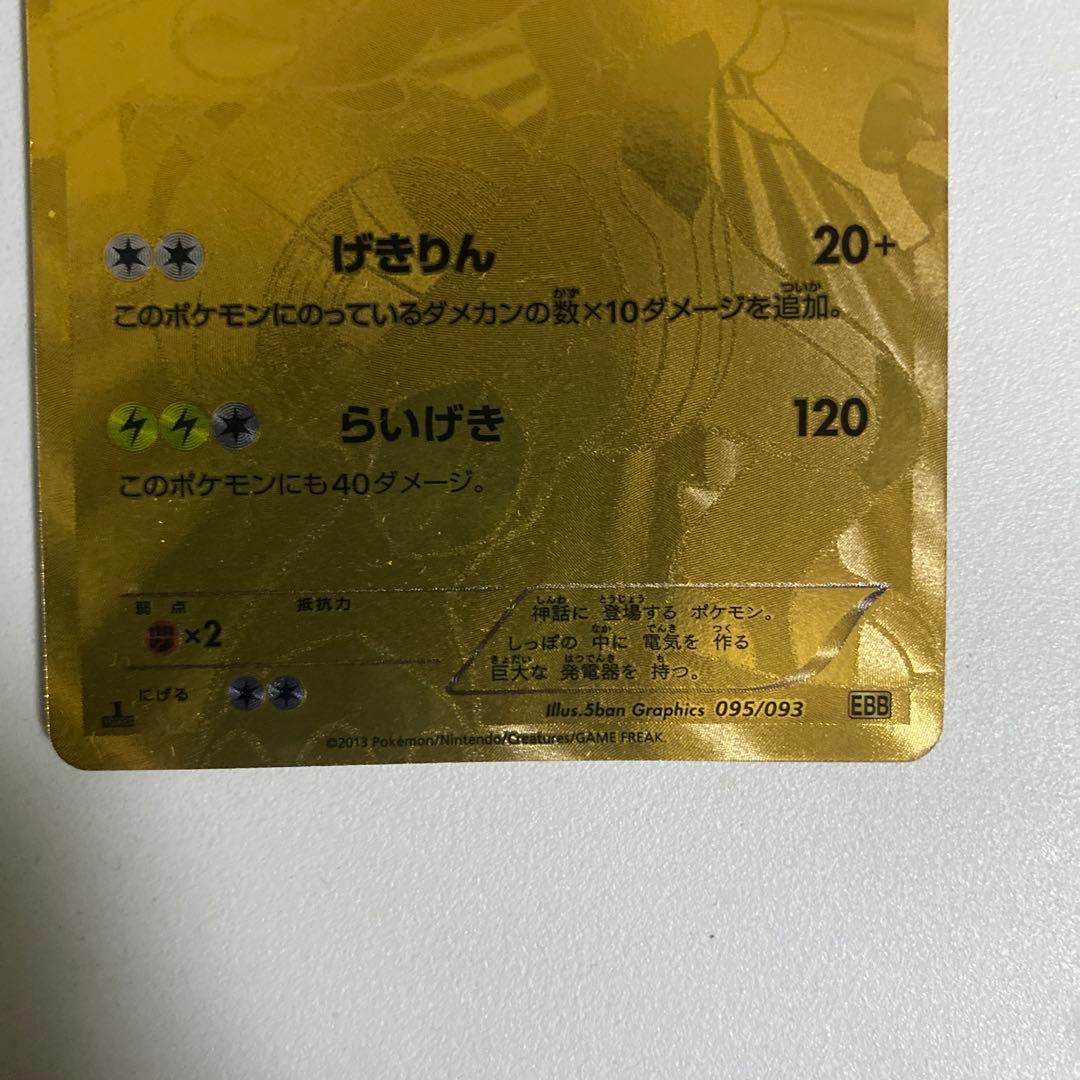 げきりん 20+
このポケモンにのっているダメカンの数×10ダメージを追加。
らいげき 120
このポケモンにも40ダメージ。
弱点 抵抗力
×2
にげる
神話に 登場する ポケモン。
しっぽの 中に 電気を 作る
巨大な 発電器を 持つ。
Illus.5ban Graphics 095/093 EBB
©2013 Pokémon/Nintendo/Creatures/GAME FREAK.